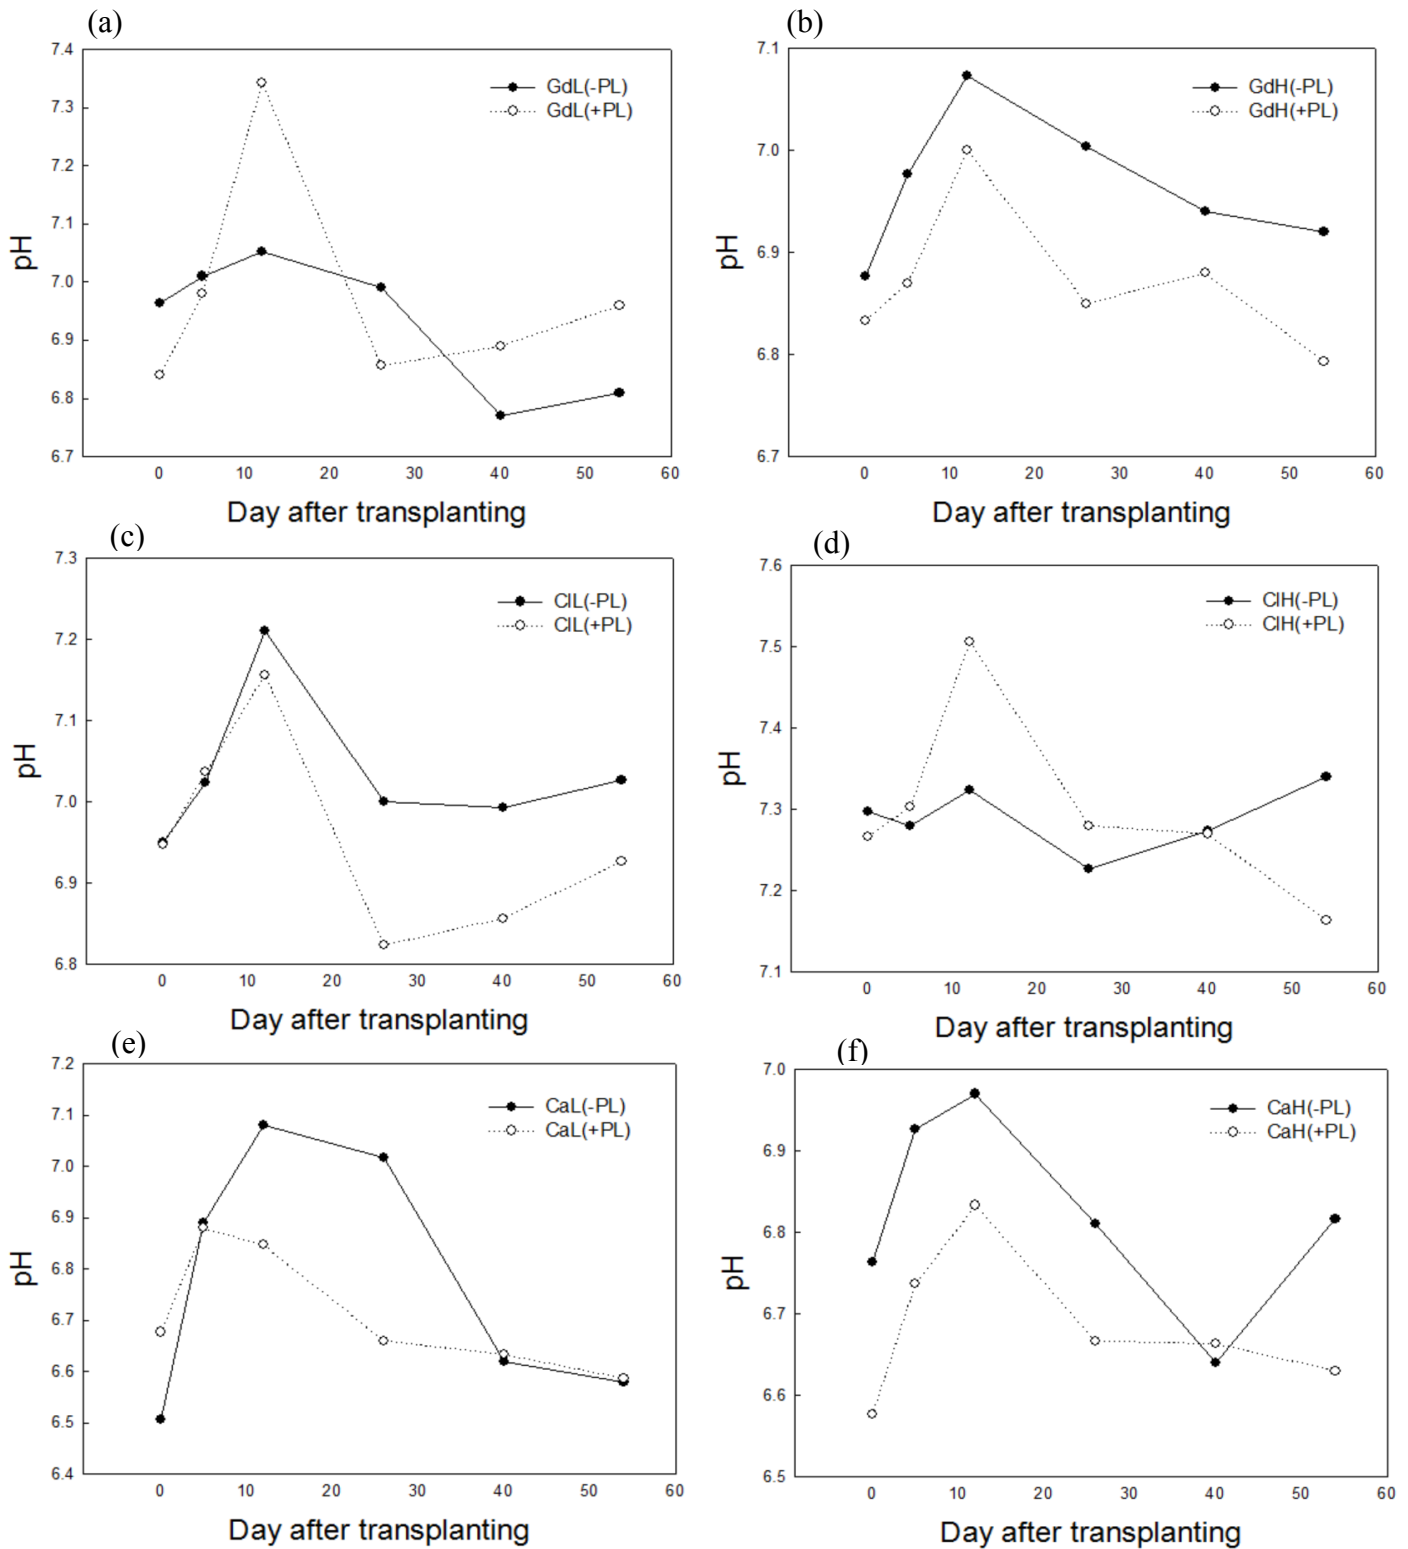 (a)
7.4
7.3
7.2
7.1
7.0
6.9
6.8
6.7
pH
GdL(-PL)
GdL(+PL)
0 10 20 30 40 50 60
Day after transplanting
(b)
7.1
7.0
6.9
6.8
6.7
pH
GdH(-PL)
GdH(+PL)
0 10 20 30 40 50 60
Day after transplanting
(c)
7.3
7.2
7.1
7.0
6.9
6.8
pH
ClL(-PL)
ClL(+PL)
0 10 20 30 40 50 60
Day after transplanting
(d)
7.6
7.5
7.4
7.3
7.2
7.1
pH
ClH(-PL)
ClH(+PL)
0 10 20 30 40 50 60
Day after transplanting
(e)
7.2
7.1
7.0
6.9
6.8
6.7
6.6
6.5
6.4
pH
CaL(-PL)
CaL(+PL)
0 10 20 30 40 50 60
Day after transplanting
(f)
7.0
6.9
6.8
6.7
6.6
6.5
pH
CaH(-PL)
CaH(+PL)
0 10 20 30 40 50 60
Day after transplanting